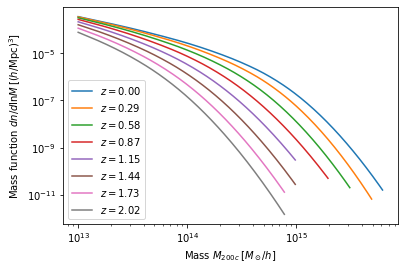 Mass function dn/dlnM [(h/Mpc)³]
10⁻⁵
10⁻⁷
10⁻⁹
10⁻¹¹
z = 0.00
z = 0.29
z = 0.58
z = 0.87
z = 1.15
z = 1.44
z = 1.73
z = 2.02
10¹³
10¹⁴
10¹⁵
Mass M₂₀₀c [M⊙/h]